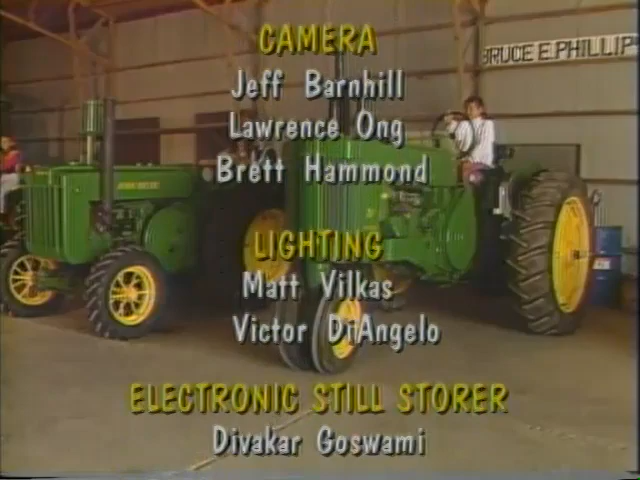 CAMERA
BRUCE E. PHILLIP
Jeff Barnhill
Lawrence Ong
Brett Hammond
JOHN DEERE
LIGHTING
Matt Vilkas
Victor DiAngelo
ELECTRONIC STILL STORER
Divakar Goswami